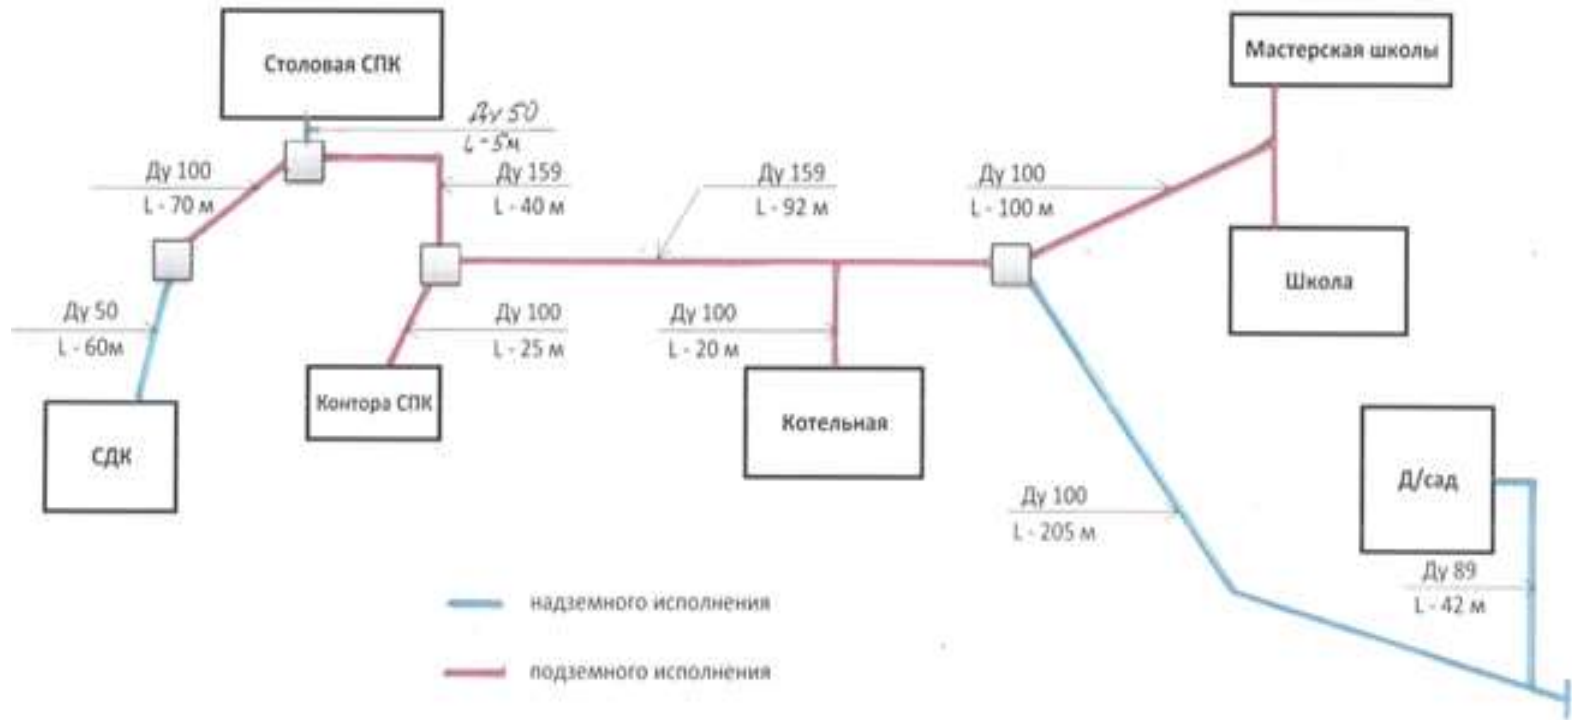 Столовая СПК
Мастерская школы
Ду 50
L-5м
Ду 100
L - 70 м
Ду 159
L - 40 м
Ду 159
L - 92 м
Ду 100
L - 100 м
Школа
Ду 50
L - 60м
Ду 100
L - 25 м
Ду 100
L - 20 м
Контора СПК
Котельная
СДК
Д/сад
Ду 100
L - 205 м
Ду 89
L - 42 м
надземного исполнения
подземного исполнения